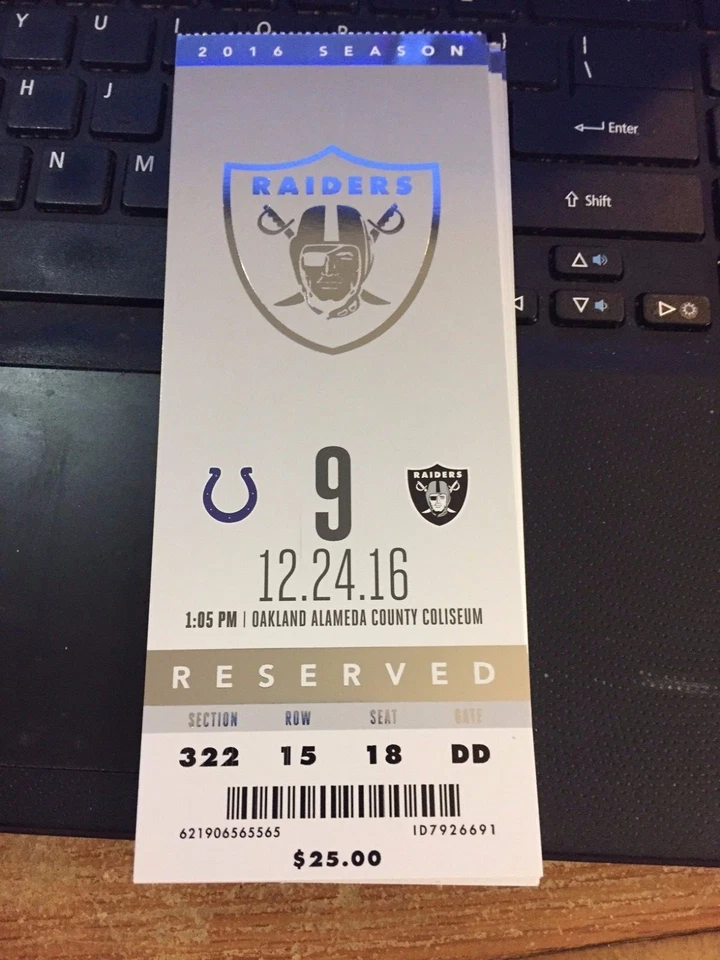 Y U I O P }
2016 SEASON
| \
H J
Enter
RAIDERS
N M
Shift
9
RAIDERS
12.24.16
1:05 PM | OAKLAND ALAMEDA COUNTY COLISEUM
RESERVED
SECTION ROW SEAT GATE
322 15 18 DD
621906565565 ID7926691
$25.00